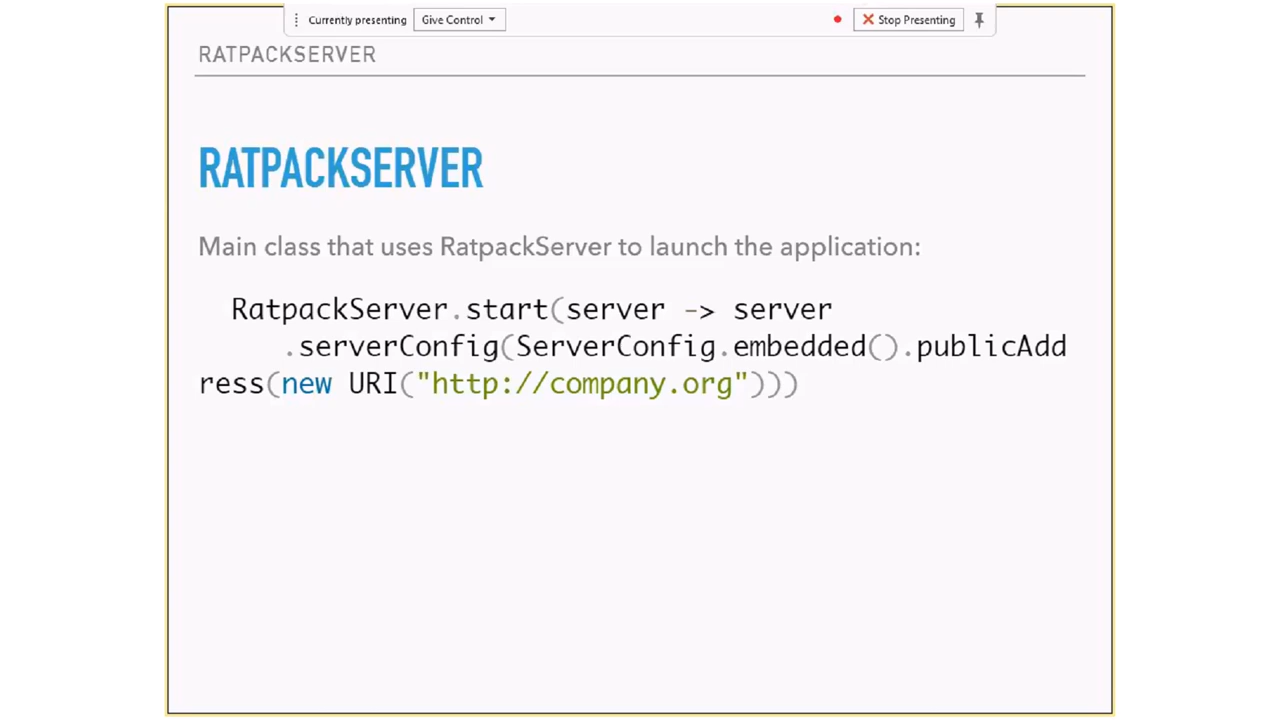 Currently presenting Give Control Stop Presenting
RATPACKSERVER
RATPACKSERVER
Main class that uses RatpackServer to launch the application:
RatpackServer.start(server -> server
.serverConfig(ServerConfig.embedded().publicAdd
ress(new URI("http://company.org")))